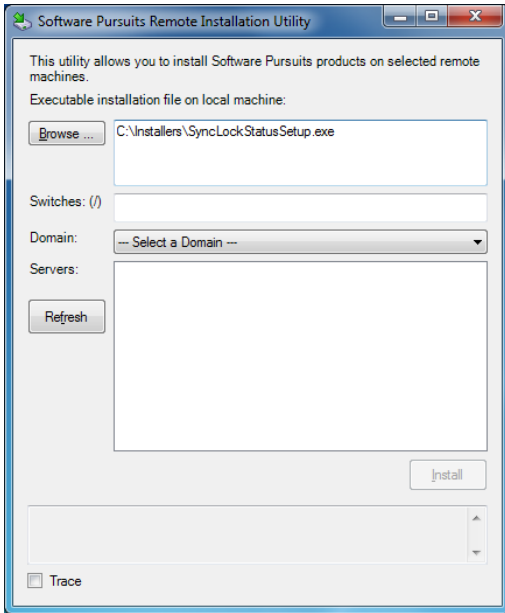 Software Pursuits Remote Installation Utility
This utility allows you to install Software Pursuits products on selected remote
machines.
Executable installation file on local machine:
Browse ...
C:\Installers\SyncLockStatusSetup.exe
Switches: (/)
Domain:
--- Select a Domain ---
Servers:
Refresh
Install
Trace